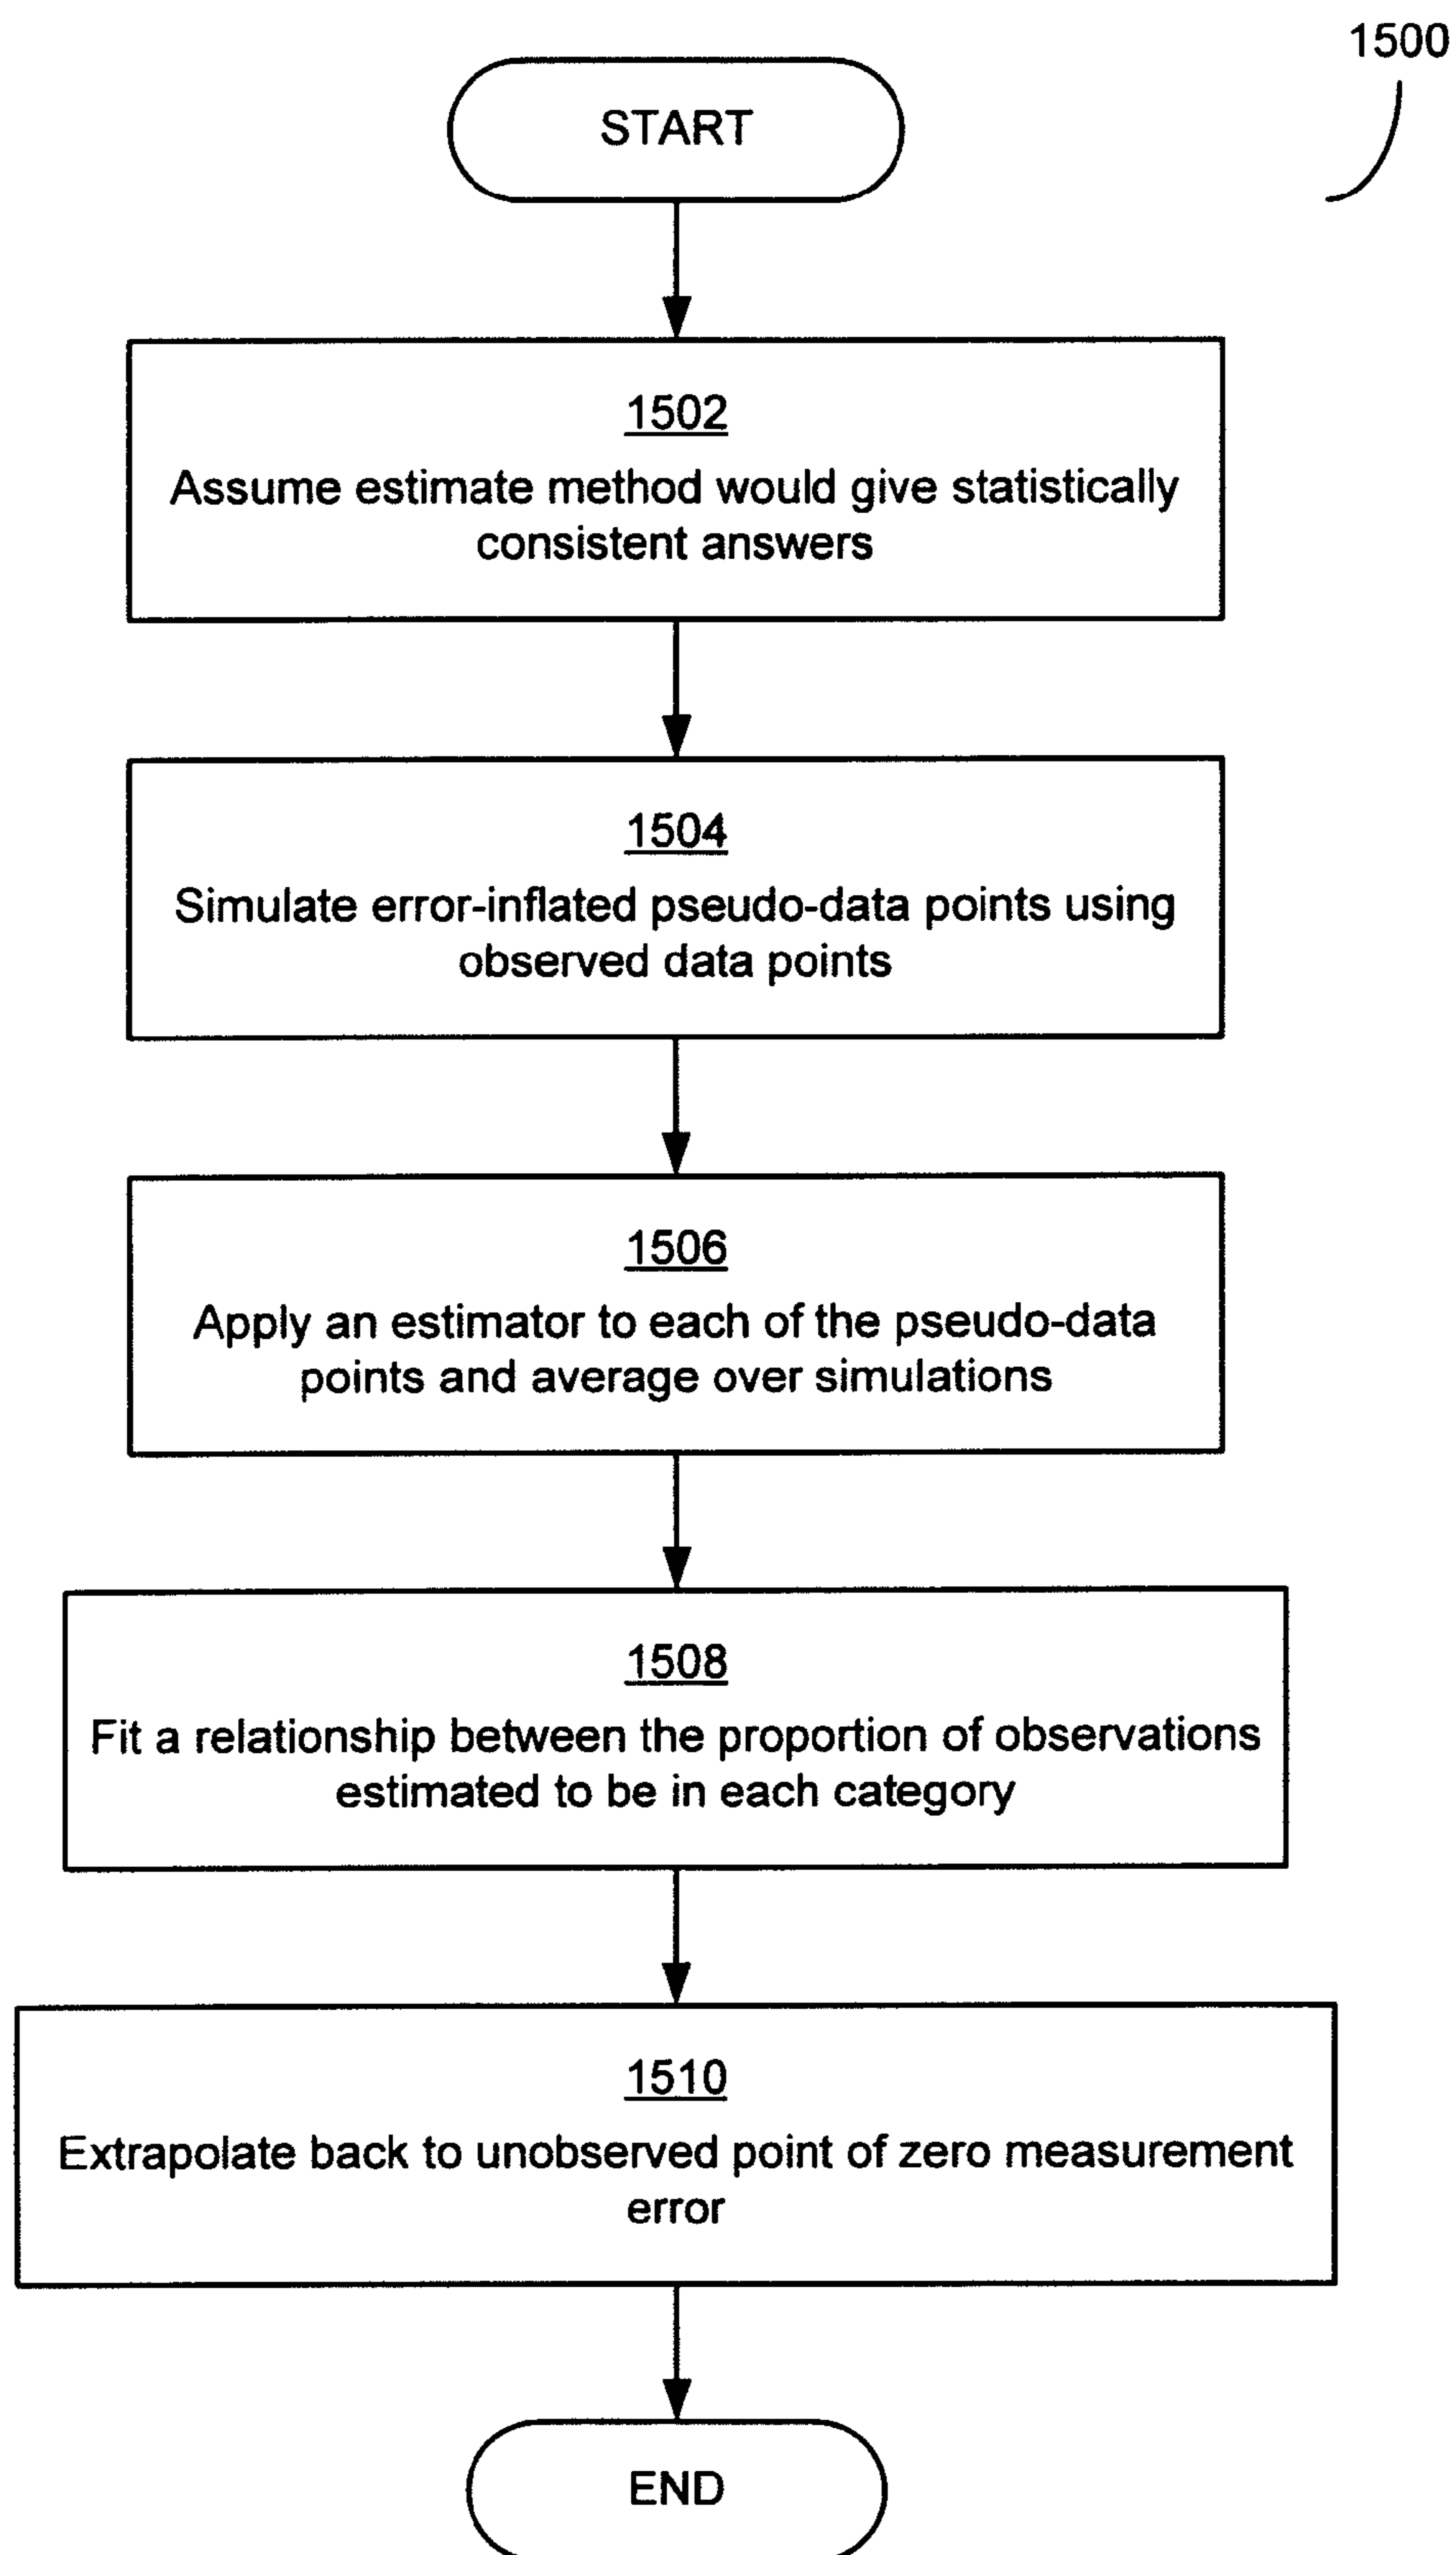 1500
START
1502
Assume estimate method would give statistically
consistent answers
1504
Simulate error-inflated pseudo-data points using
observed data points
1506
Apply an estimator to each of the pseudo-data
points and average over simulations
1508
Fit a relationship between the proportion of observations
estimated to be in each category
1510
Extrapolate back to unobserved point of zero measurement
error
END